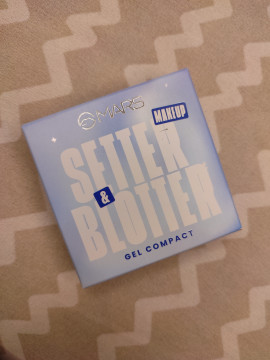 MARS
MAKEUP
SETTER
&
BLOTTER
GEL COMPACT